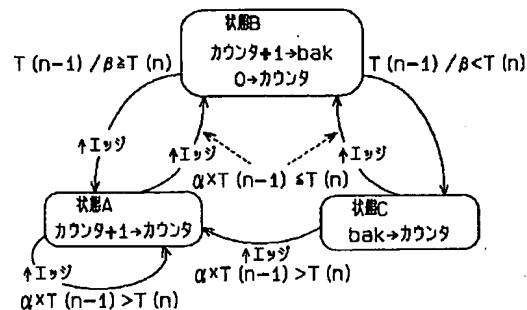 状態B
カウンタ+1→bak
0→カウンタ
T(n-1)/β≧T(n)
T(n-1)/β<T(n)
↑エッジ
↑エッジ
↑エッジ
α×T(n-1)≦T(n)
状態A
カウンタ+1→カウンタ
状態C
bak→カウンタ
↑エッジ
α×T(n-1)>T(n)
↑エッジ
α×T(n-1)>T(n)